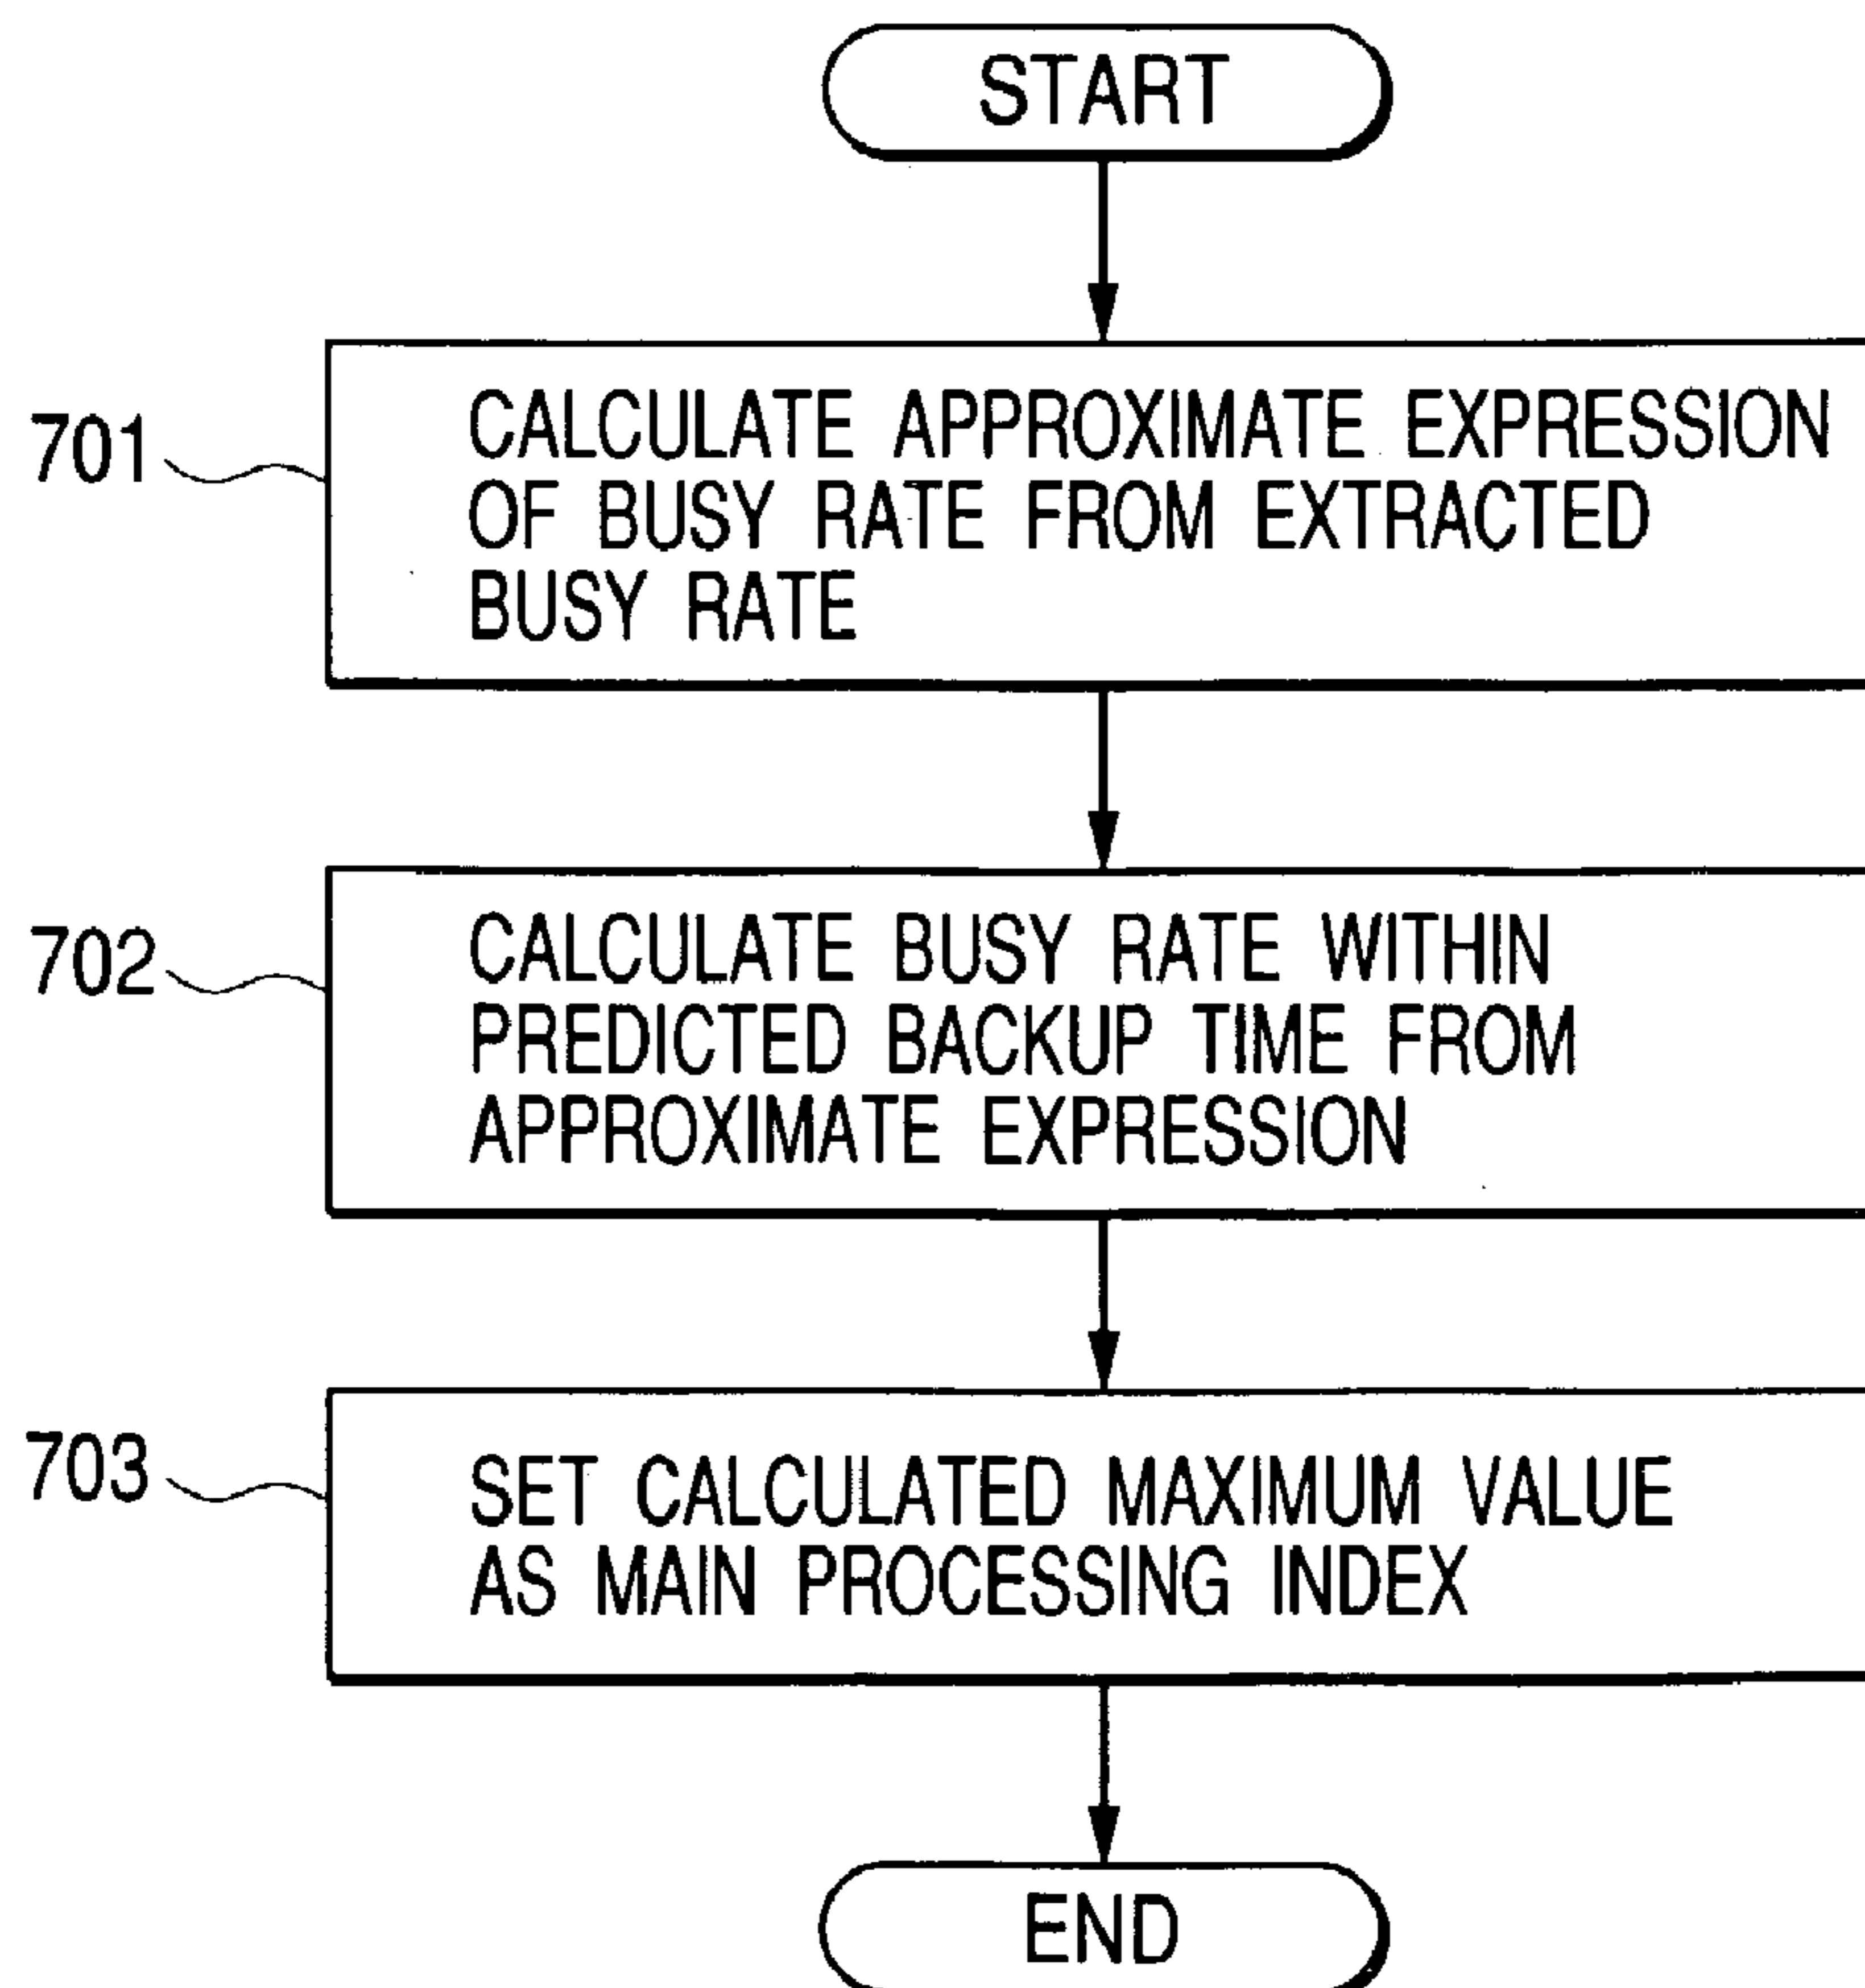 START
701
CALCULATE APPROXIMATE EXPRESSION
OF BUSY RATE FROM EXTRACTED
BUSY RATE
702
CALCULATE BUSY RATE WITHIN
PREDICTED BACKUP TIME FROM
APPROXIMATE EXPRESSION
703
SET CALCULATED MAXIMUM VALUE
AS MAIN PROCESSING INDEX
END